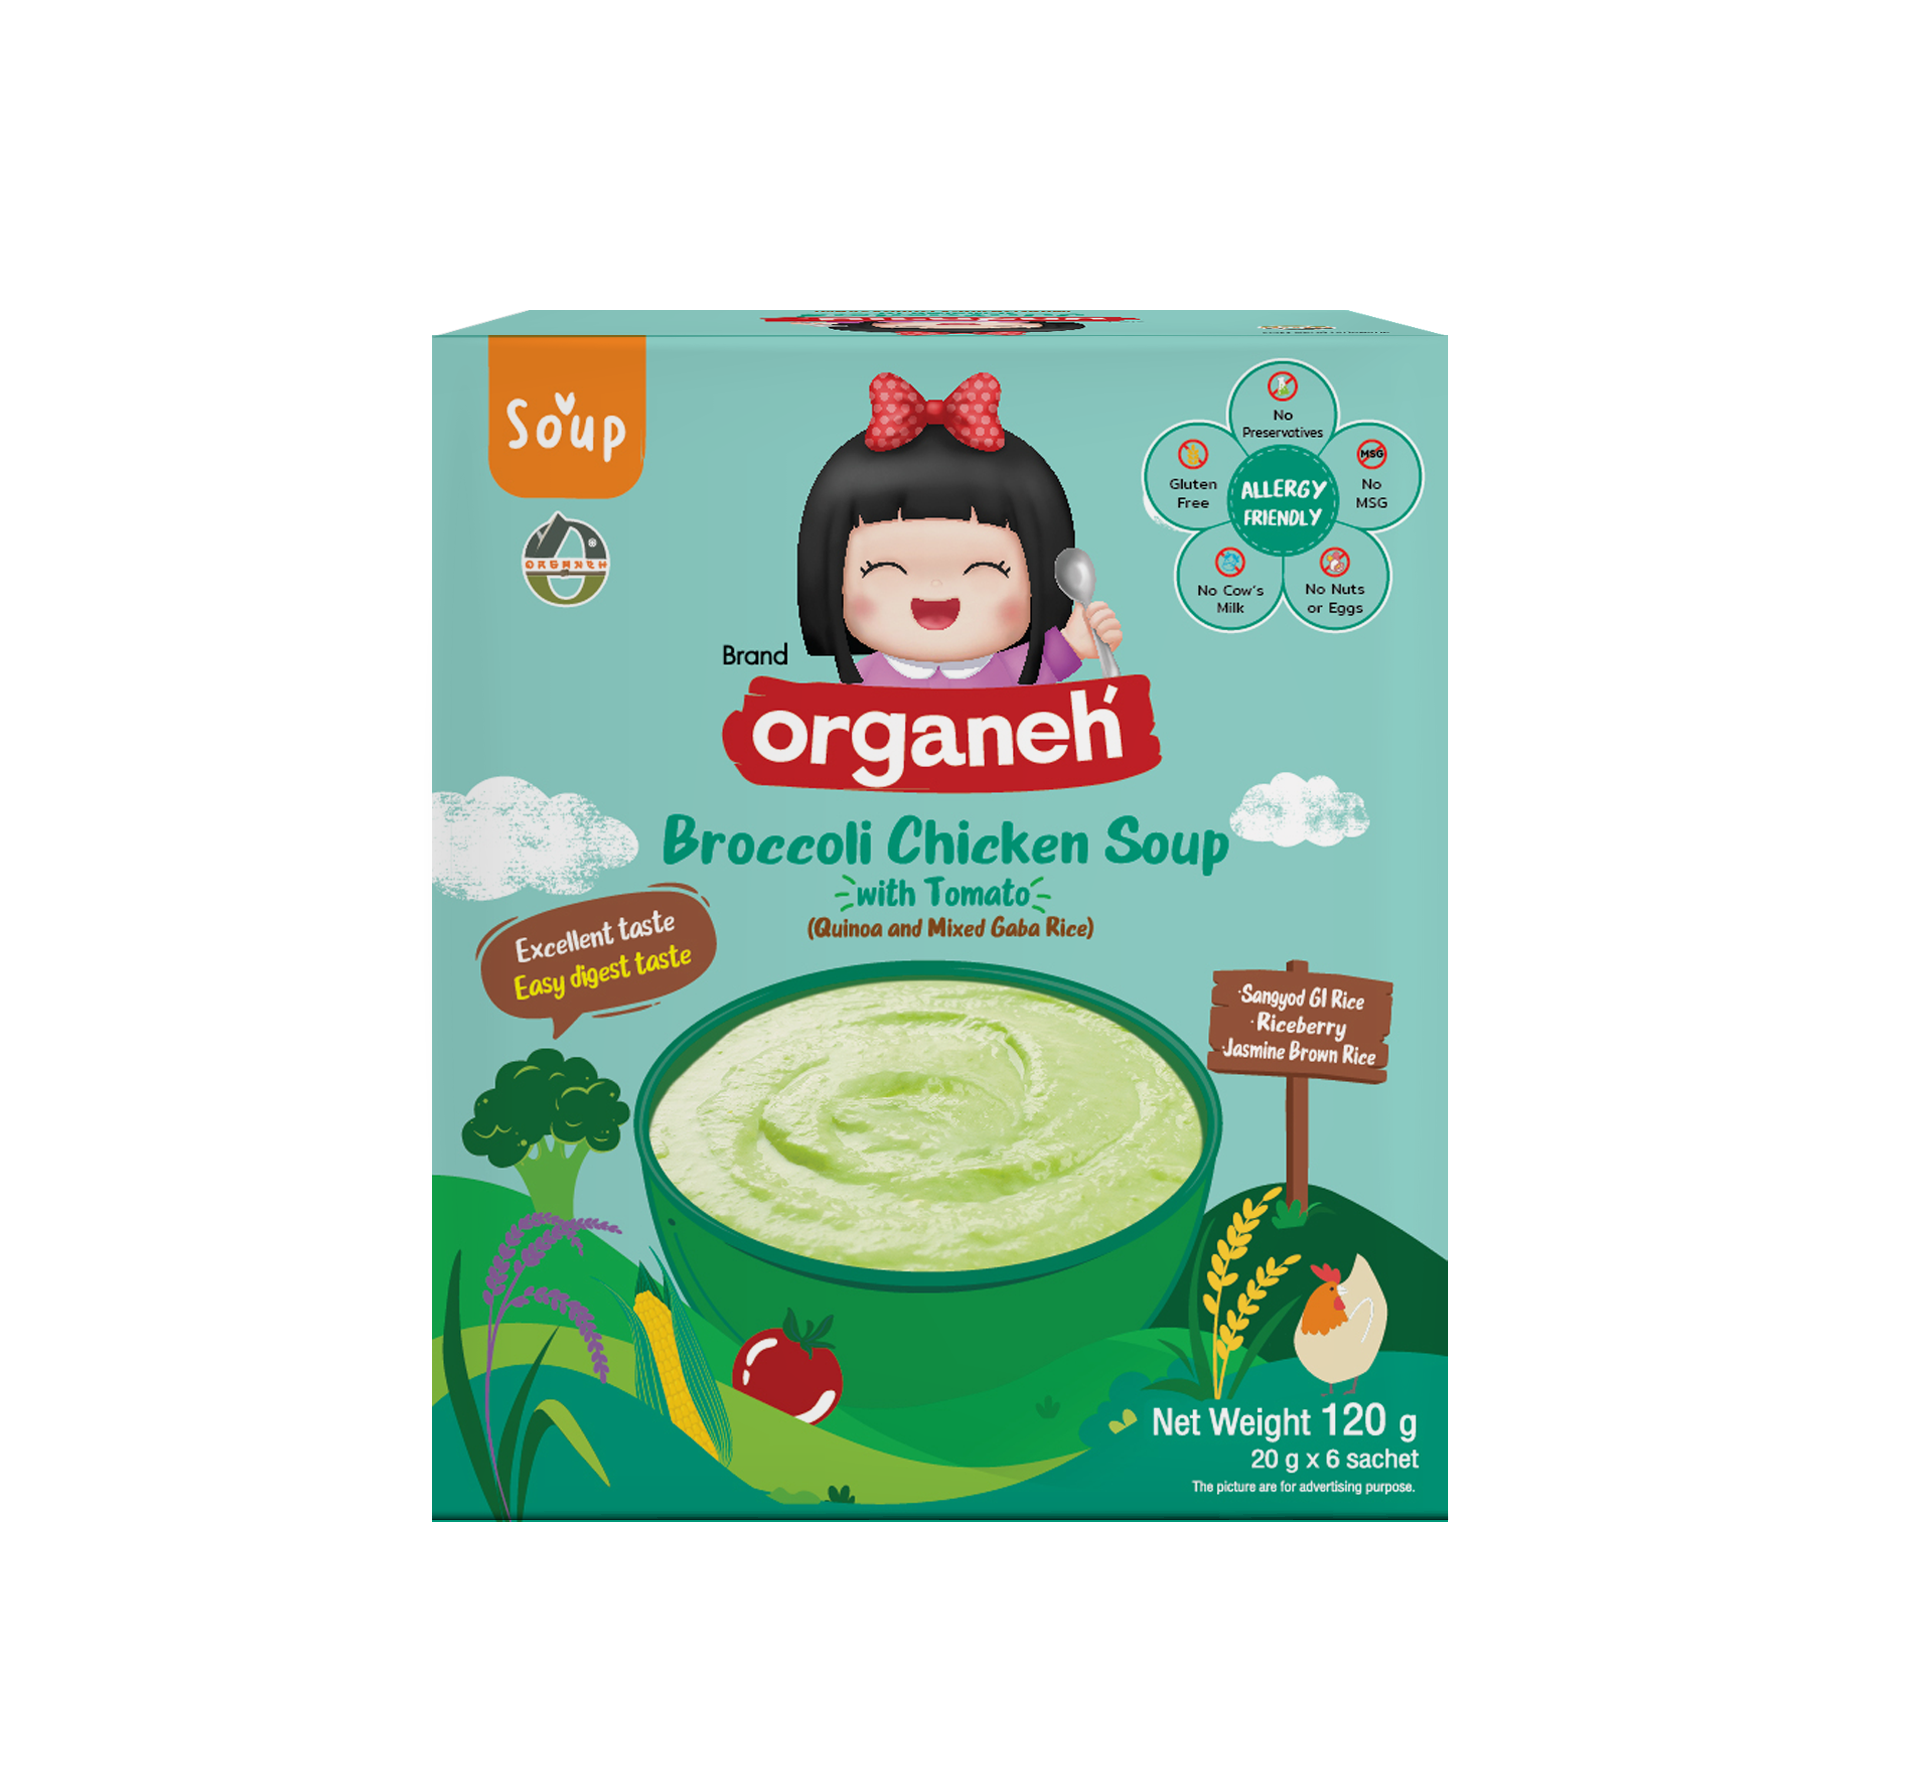 Soup
ORGANEH
No
Preservatives
Gluten
Free
ALLERGY
FRIENDLY
No
MSG
MSG
No Cow's
Milk
No Nuts
or Eggs
Brand
organeh
Broccoli Chicken Soup
with Tomato
(Quinoa and Mixed Gaba Rice)
Excellent taste
Easy digest taste
·Sangyod GI Rice
·Riceberry
·Jasmine Brown Rice
Net Weight 120 g
20 g x 6 sachet
The picture are for advertising purpose.